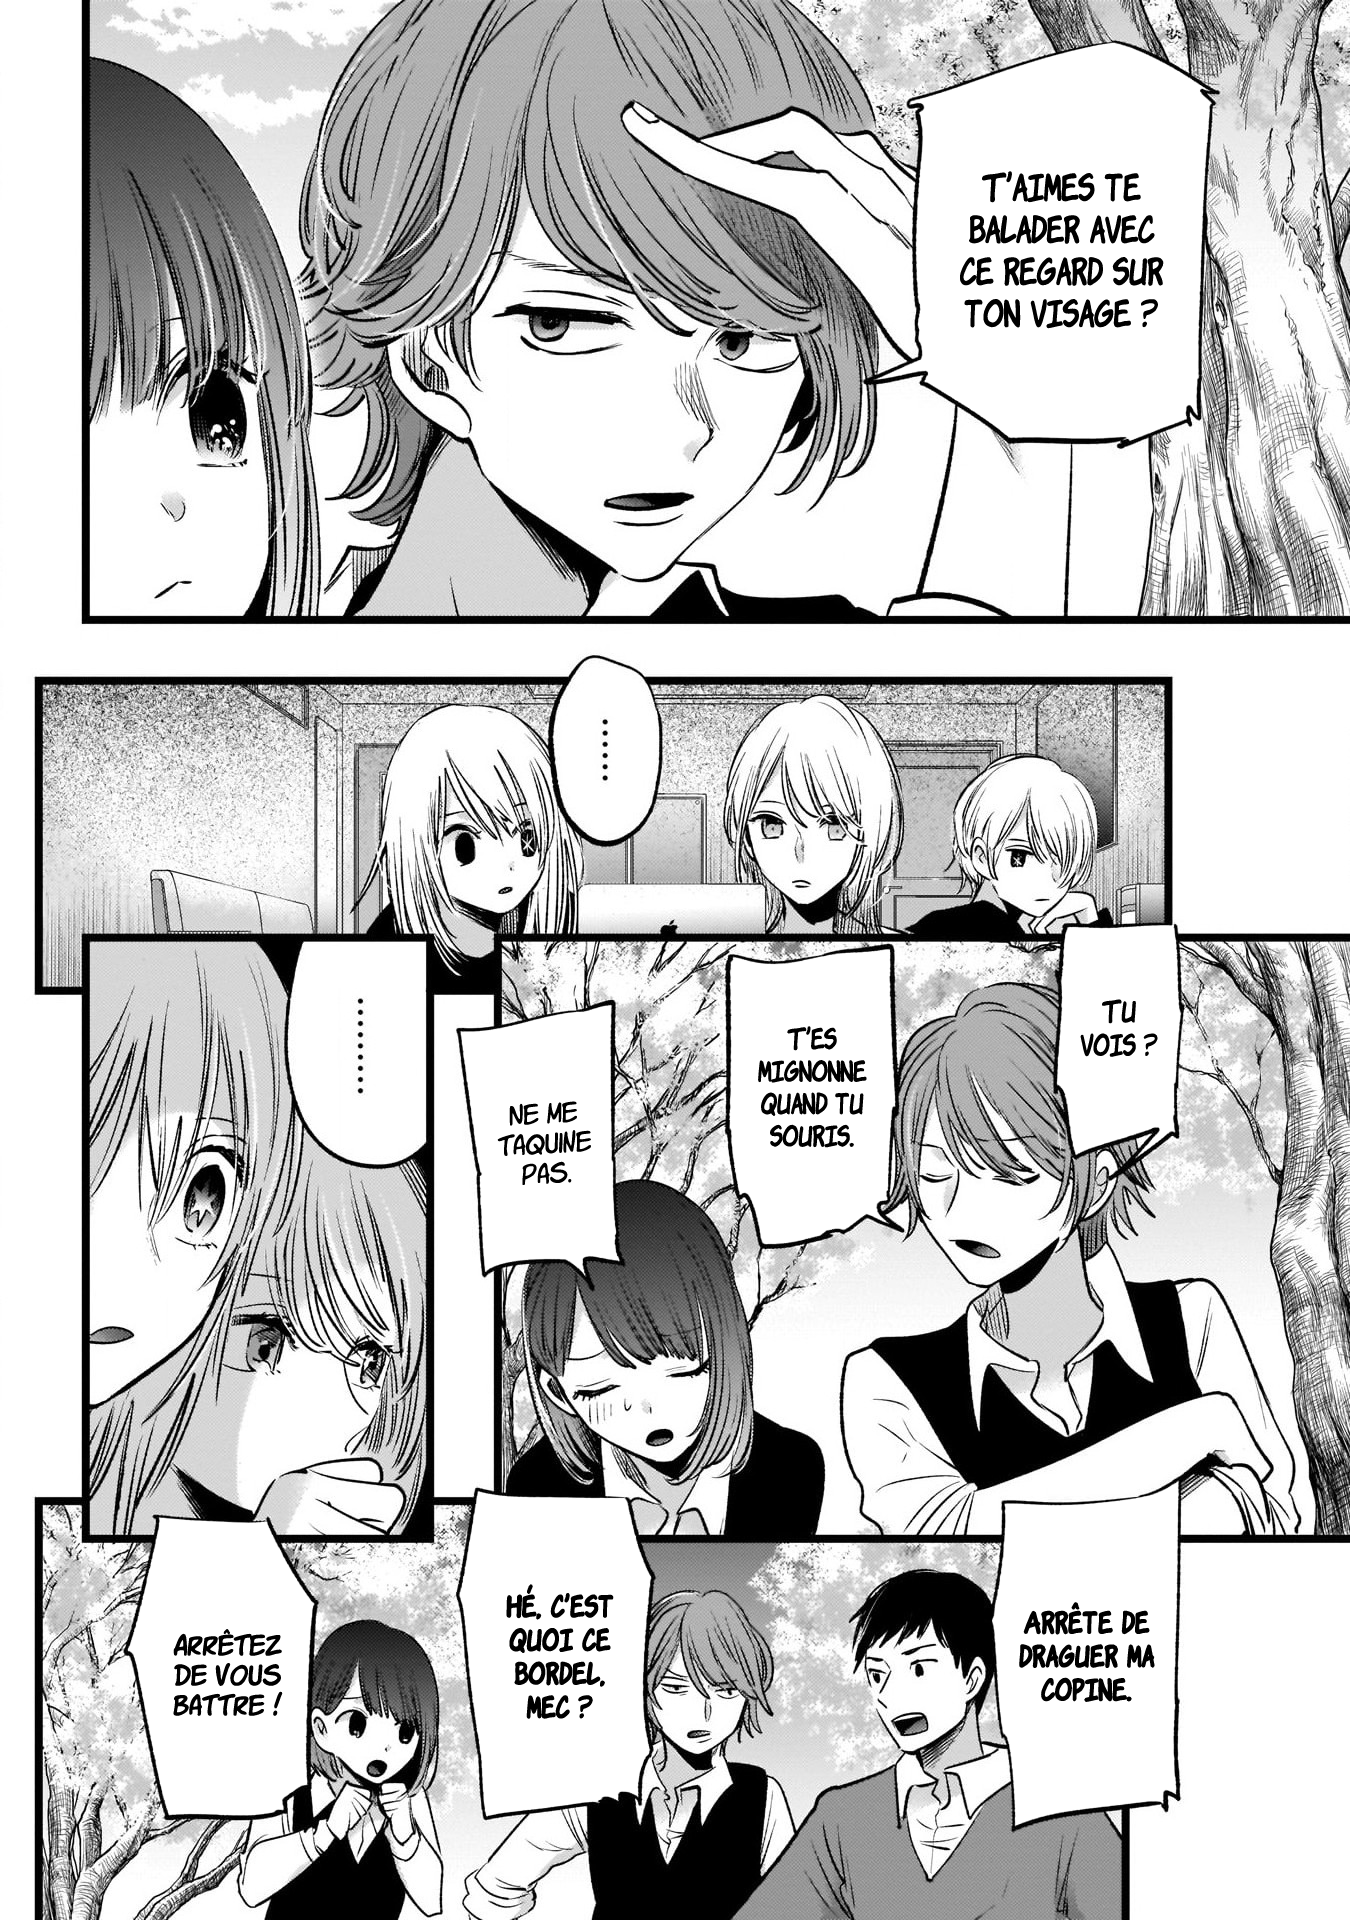 T'AIMES TE
BALADER AVEC
CE REGARD SUR
TON VISAGE ?
......
.........
TU
VOIS ?
T'ES
MIGNONNE
QUAND TU
SOURIS.
NE ME
TAQUINE
PAS.
ARRÊTE DE
DRAGUER MA
COPINE.
HÉ, C'EST
QUOI CE
BORDEL,
MEC ?
ARRÊTEZ
DE VOUS
BATTRE !